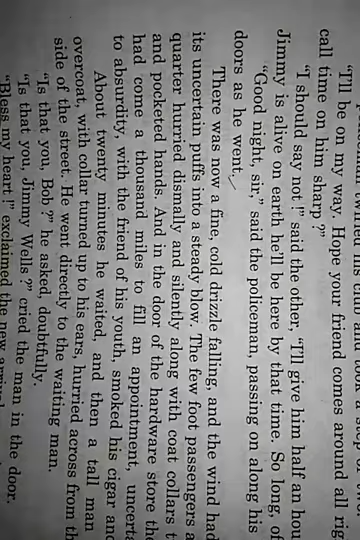 "I'll be on my way. Hope your friend comes around all rig
call time on him sharp?"
"I should say not!" said the other, "I'll give him half an hou
Jimmy is alive on earth he'll be here by that time. So long, of
"Good night, sir," said the policeman, passing on along his
doors as he went.
There was now a fine, cold drizzle falling, and the wind had
its uncertain puffs into a steady blow. The few foot passengers a
quarter hurried dismally and silently along with coat collars t
and pocketed hands. And in the door of the hardware store the
had come a thousand miles to fill an appointment, uncerta
to absurdity, with the friend of his youth, smoked his cigar and
About twenty minutes he waited, and then a tall man
overcoat, with collar turned up to his ears, hurried across from th
side of the street. He went directly to the waiting man.
"Is that you, Bob?" he asked, doubtfully.
"Is that you, Jimmy Wells?" cried the man in the door.
"Bless my heart!" exclaimed the new